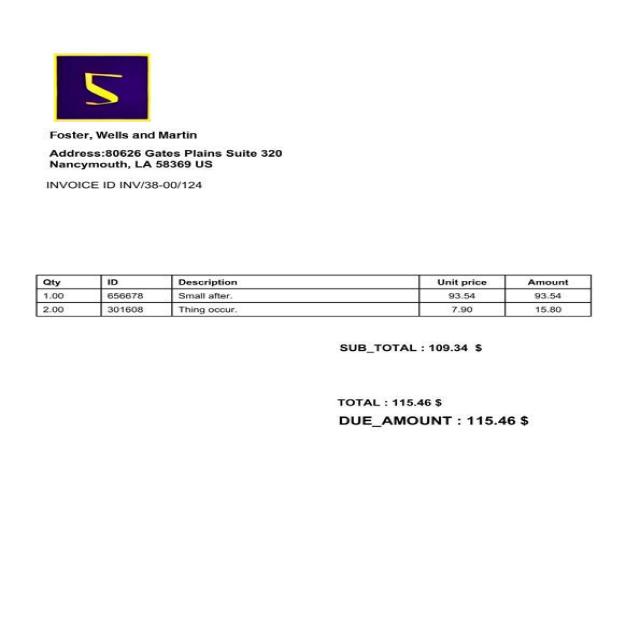 5
Foster, Wells and Martin
Address:80626 Gates Plains Suite 320
Nancymouth, LA 58369 US
INVOICE ID INV/38-00/124
Qty ID Description Unit price Amount
1.00 656678 Small after. 93.54 93.54
2.00 301608 Thing occur. 7.90 15.80
SUB_TOTAL : 109.34 $
TOTAL : 115.46 $
DUE_AMOUNT : 115.46 $